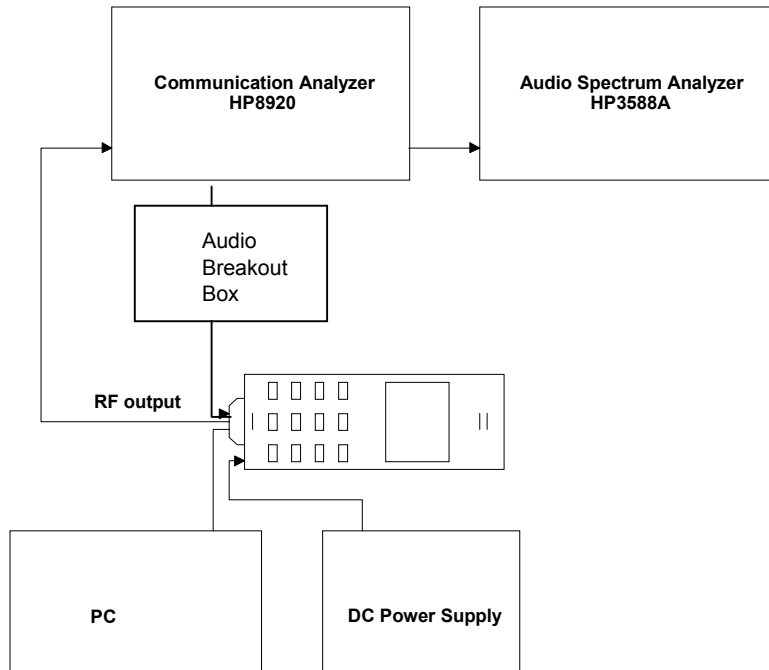 Communication Analyzer
HP8920
Audio Spectrum Analyzer
HP3588A
Audio
Breakout
Box
RF output
PC
DC Power Supply